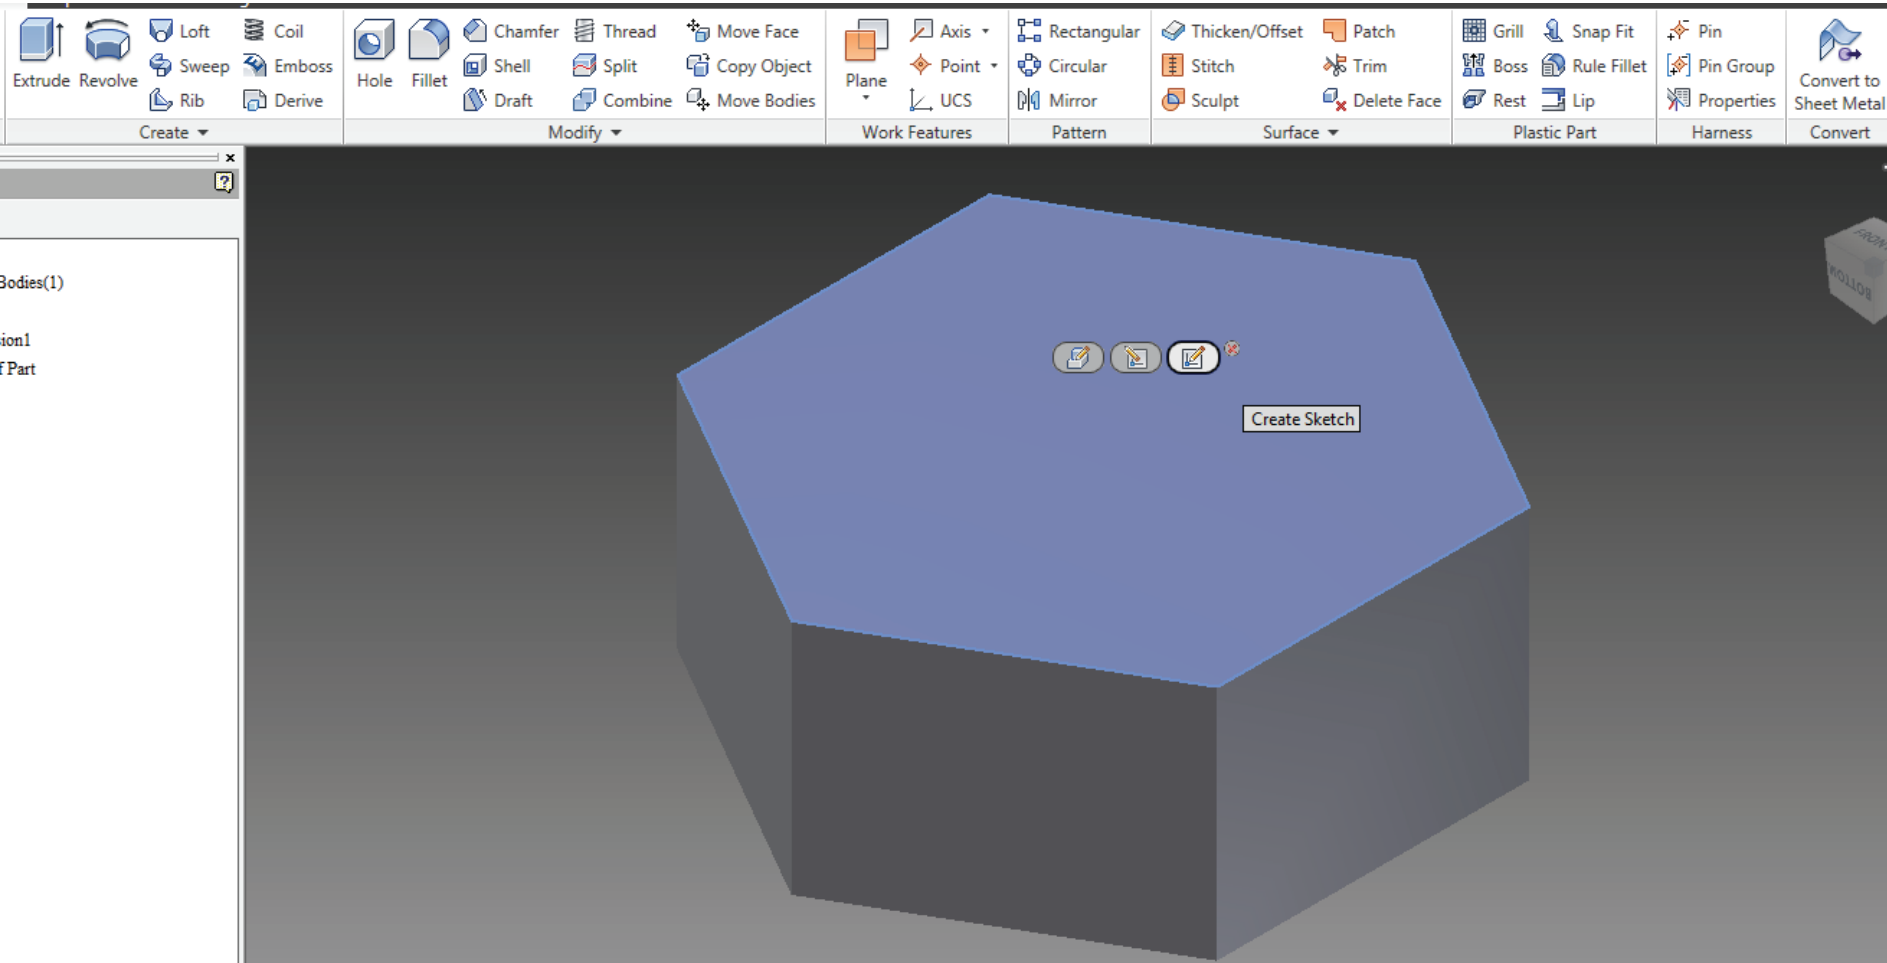 Extrude Revolve Loft Sweep Rib Coil Emboss Derive
Create
Hole Fillet Chamfer Shell Draft Thread Split Combine Move Face Copy Object Move Bodies
Modify
Plane Axis Point UCS
Work Features
Rectangular Circular Mirror
Pattern
Thicken/Offset Stitch Sculpt Patch Trim Delete Face
Surface
Grill Boss Rest Snap Fit Rule Fillet Lip
Plastic Part
Pin Pin Group Properties
Harness
Convert to
Sheet Metal
Convert
Bodies(1)
sion1
f Part
Create Sketch
FRON
BOTTOM